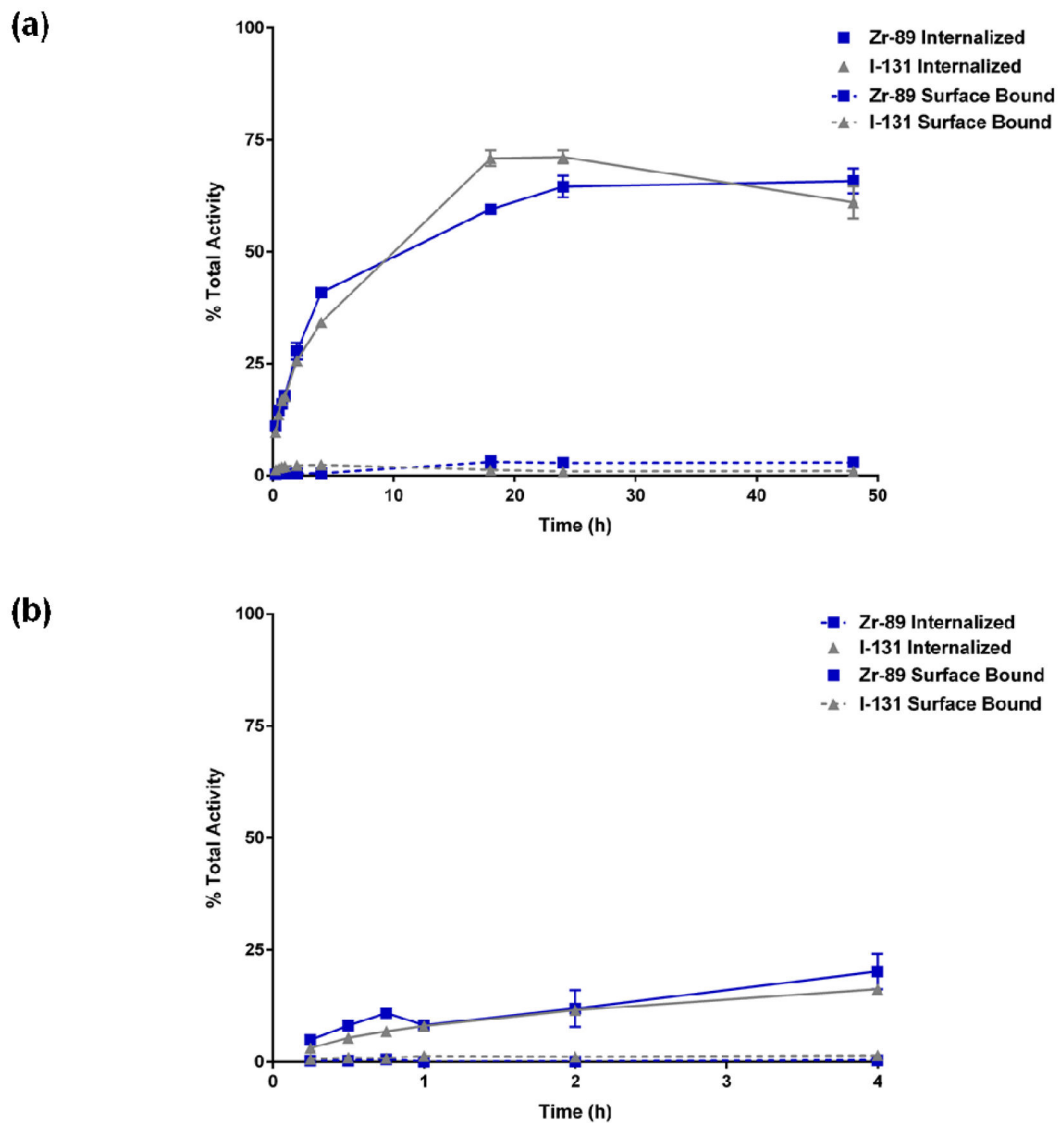 (a)
100
75
50
25
0
% Total Activity
0 10 20 30 40 50
Time (h)
Zr-89 Internalized
I-131 Internalized
Zr-89 Surface Bound
I-131 Surface Bound
(b)
100
75
50
25
0
% Total Activity
0 1 2 3 4
Time (h)
Zr-89 Internalized
I-131 Internalized
Zr-89 Surface Bound
I-131 Surface Bound